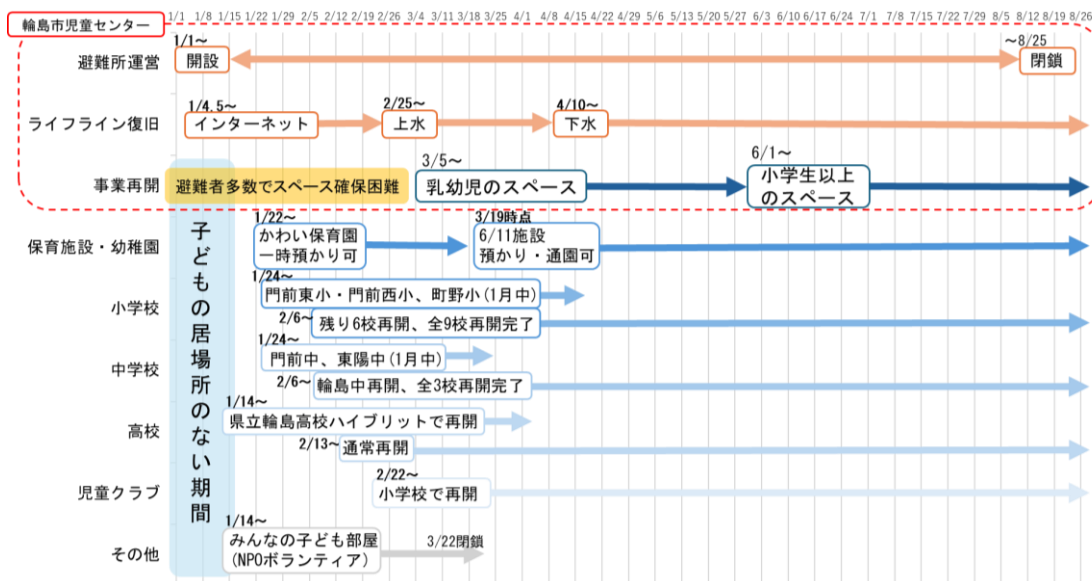 1/1 1/8 1/15 1/22 1/29 2/5 2/12 2/19 2/26 3/4 3/11 3/18 3/25 4/1 4/8 4/15 4/22 4/29 5/6 5/13 5/20 5/27 6/3 6/10 6/17 6/24 7/1 7/8 7/15 7/22 7/29 8/5 8/12 8/19 8/26
輪島市児童センター
避難所運営
1/1~
開設
~8/25
閉鎖
ライフライン復旧
1/4.5~
インターネット
2/25~
上水
4/10~
下水
事業再開
避難者多数でスペース確保困難
3/5~
乳幼児のスペース
6/1~
小学生以上
のスペース
子どもの居場所のない期間
保育施設・幼稚園
1/22~
かわい保育園
一時預かり可
3/19時点
6/11施設
預かり・通園可
小学校
1/24~
門前東小・門前西小、町野小(1月中)
2/6~
残り6校再開、全9校再開完了
中学校
1/24~
門前中、東陽中(1月中)
2/6~
輪島中再開、全3校再開完了
高校
1/14~
県立輪島高校ハイブリットで再開
2/13~
通常再開
児童クラブ
2/22~
小学校で再開
その他
1/14~
みんなの子ども部屋
(NPOボランティア)
3/22閉鎖